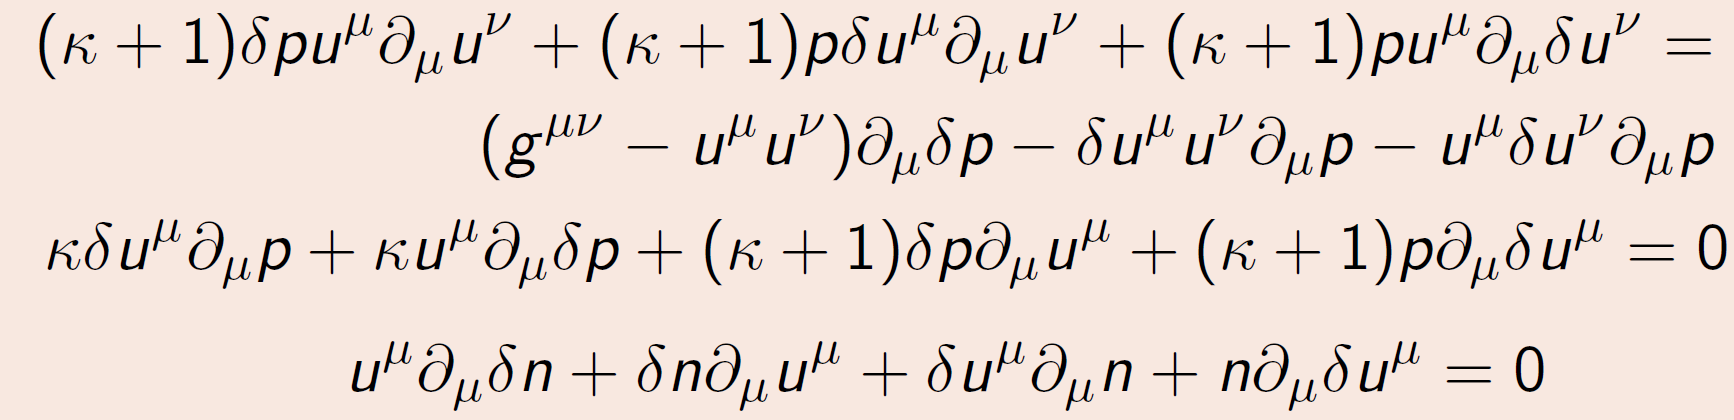 (κ + 1)δpu^μ∂_μu^ν + (κ + 1)pδu^μ∂_μu^ν + (κ + 1)pu^μ∂_μδu^ν =
(g^{μν} − u^μu^ν)∂_μδp − δu^μu^ν∂_μp − u^μδu^ν∂_μp
κδu^μ∂_μp + κu^μ∂_μδp + (κ + 1)δp∂_μu^μ + (κ + 1)p∂_μδu^μ = 0
u^μ∂_μδn + δn∂_μu^μ + δu^μ∂_μn + n∂_μδu^μ = 0